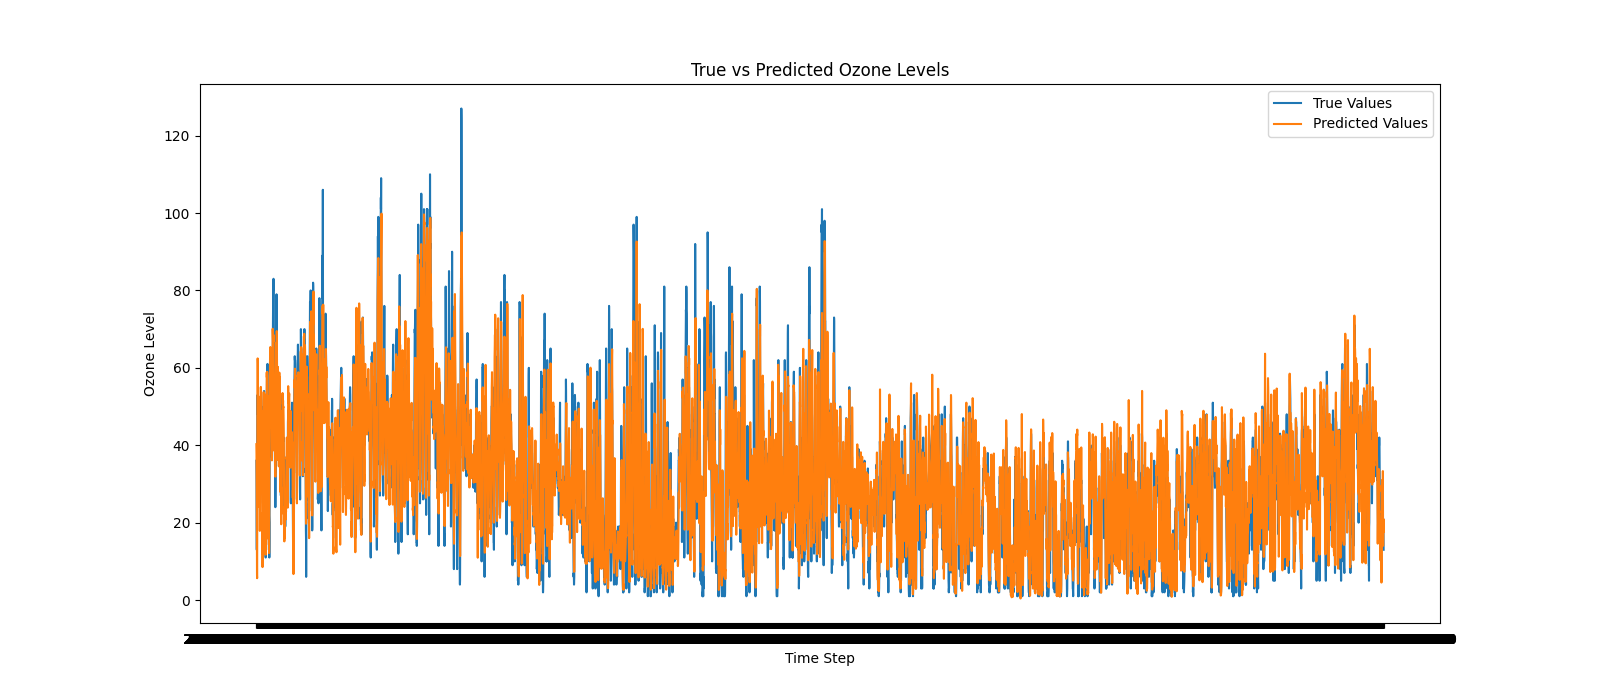 True vs Predicted Ozone Levels
True Values
Predicted Values
120
100
80
60
40
20
0
Ozone Level
Time Step